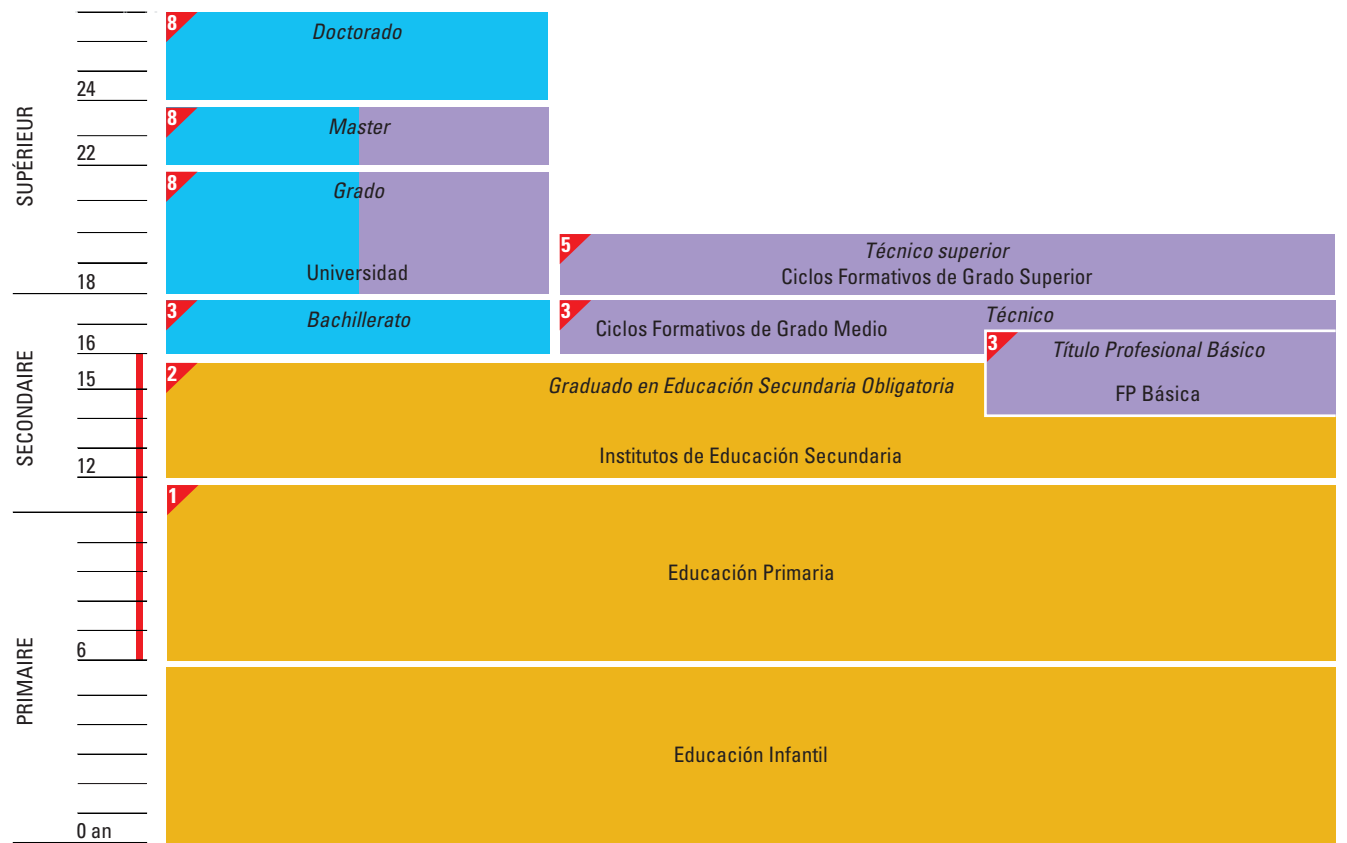 SUPÉRIEUR
SECONDAIRE
PRIMAIRE
24
22
18
16
15
12
6
0 an
8
Doctorado
8
Master
8
Grado
Universidad
5
Técnico superior
Ciclos Formativos de Grado Superior
3
Bachillerato
3
Técnico
Ciclos Formativos de Grado Medio
3
Título Profesional Básico
FP Básica
2
Graduado en Educación Secundaria Obligatoria
Institutos de Educación Secundaria
1
Educación Primaria
Educación Infantil